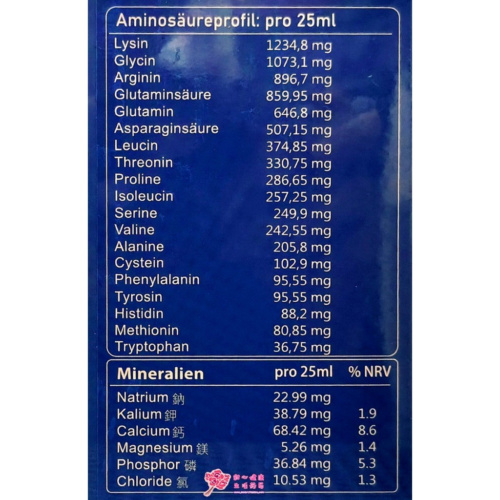 Aminosäureprofil: pro 25ml
Lysin 1234,8 mg
Glycin 1073,1 mg
Arginin 896,7 mg
Glutaminsäure 859,95 mg
Glutamin 646,8 mg
Asparaginsäure 507,15 mg
Leucin 374,85 mg
Threonin 330,75 mg
Proline 286,65 mg
Isoleucin 257,25 mg
Serine 249,9 mg
Valine 242,55 mg
Alanine 205,8 mg
Cystein 102,9 mg
Phenylalanin 95,55 mg
Tyrosin 95,55 mg
Histidin 88,2 mg
Methionin 80,85 mg
Tryptophan 36,75 mg
Mineralien pro 25ml % NRV
Natrium 鈉 22.99 mg
Kalium 鉀 38.79 mg 1.9
Calcium 鈣 68.42 mg 8.6
Magnesium 鎂 5.26 mg 1.4
Phosphor 磷 36.84 mg 5.3
Chloride 氯 10.53 mg 1.3